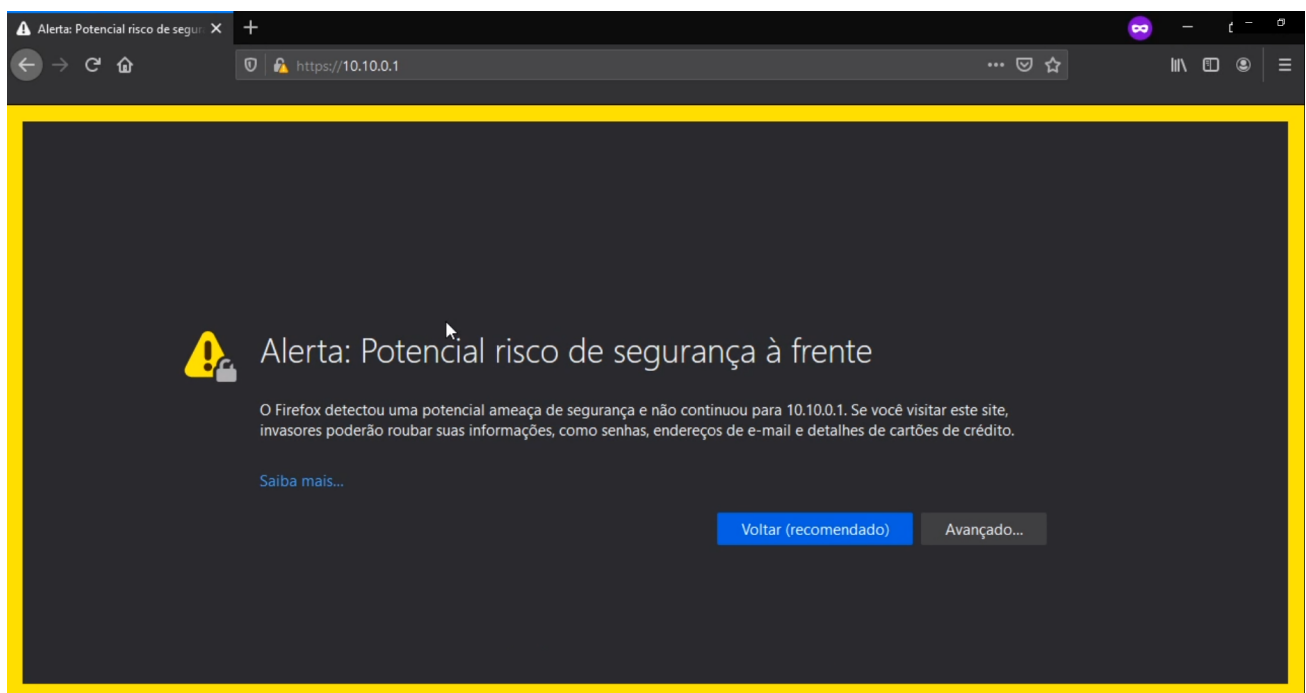 Alerta: Potencial risco de segur
https://10.10.0.1
Alerta: Potencial risco de segurança à frente
O Firefox detectou uma potencial ameaça de segurança e não continuou para 10.10.0.1. Se você visitar este site,
invasores poderão roubar suas informações, como senhas, endereços de e-mail e detalhes de cartões de crédito.
Saiba mais...
Voltar (recomendado) Avançado...